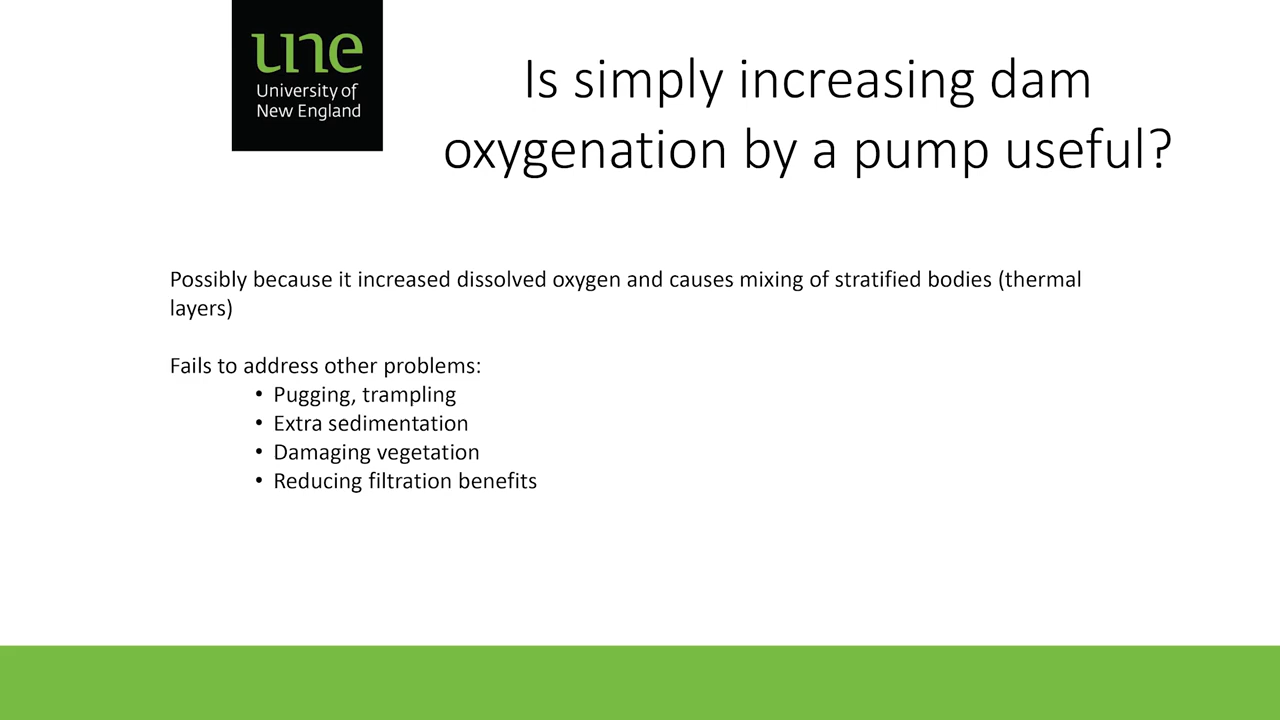 une
University of
New England
Is simply increasing dam
oxygenation by a pump useful?
Possibly because it increased dissolved oxygen and causes mixing of stratified bodies (thermal
layers)
Fails to address other problems:
• Pugging, trampling
• Extra sedimentation
• Damaging vegetation
• Reducing filtration benefits